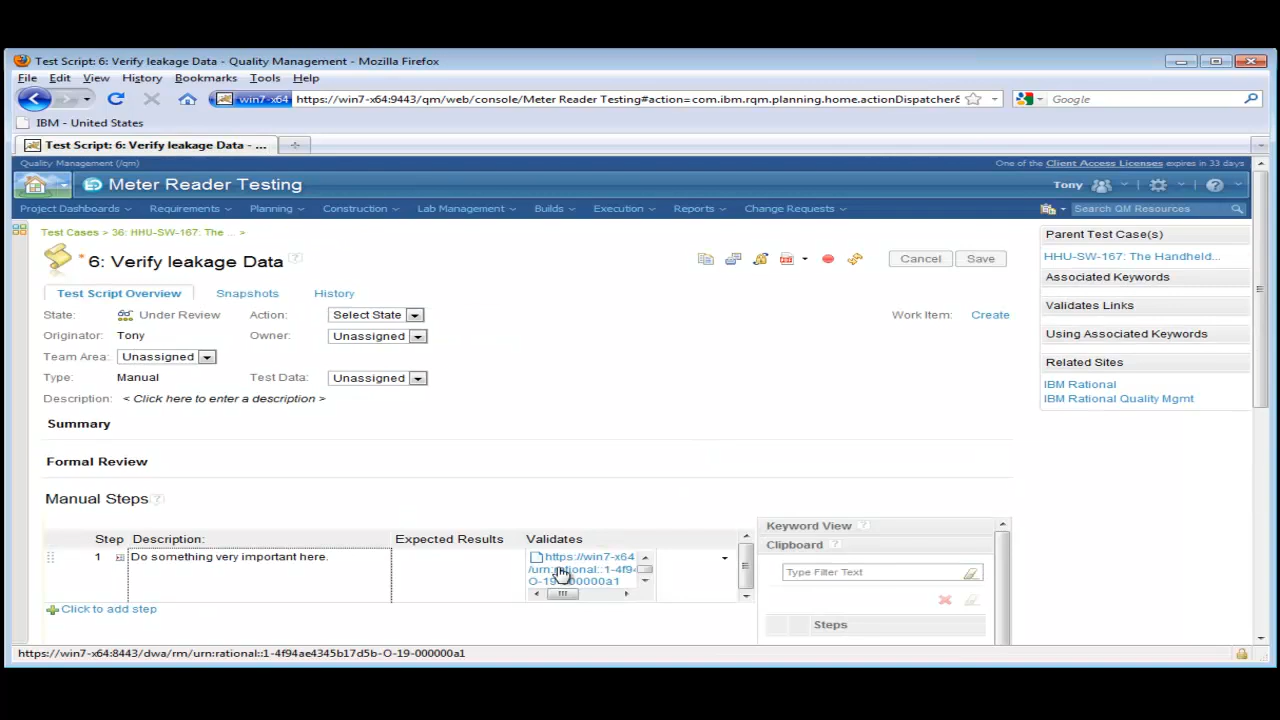 Test Script: 6: Verify leakage Data - Quality Management - Mozilla Firefox
File Edit View History Bookmarks Tools Help
win7-x64 https://win7-x64:9443/qm/web/console/Meter Reader Testing#action=com.ibm.rqm.planning.home.actionDispatcher& Google
IBM - United States
Test Script: 6: Verify leakage Data - ...
Quality Management (/qm) One of the Client Access Licenses expires in 33 days
Meter Reader Testing Tony
Project Dashboards Requirements Planning Construction Lab Management Builds Execution Reports Change Requests Search QM Resources
Test Cases > 36: HHU-SW-167: The ... >
* 6: Verify leakage Data
Cancel Save
Test Script Overview Snapshots History
State: Under Review Action: Select State Work Item: Create
Originator: Tony Owner: Unassigned
Team Area: Unassigned
Type: Manual Test Data: Unassigned
Description: < Click here to enter a description >
Summary
Formal Review
Manual Steps
Step Description: Expected Results Validates
1 Do something very important here. https://win7-x64
/urn:rational::1-4f94
O-19-000000a1
Click to add step
Keyword View
Clipboard
Type Filter Text
Steps
Parent Test Case(s)
HHU-SW-167: The Handheld...
Associated Keywords
Validates Links
Using Associated Keywords
Related Sites
IBM Rational
IBM Rational Quality Mgmt
https://win7-x64:8443/dwa/rm/urn:rational::1-4f94ae4345b17d5b-O-19-000000a1